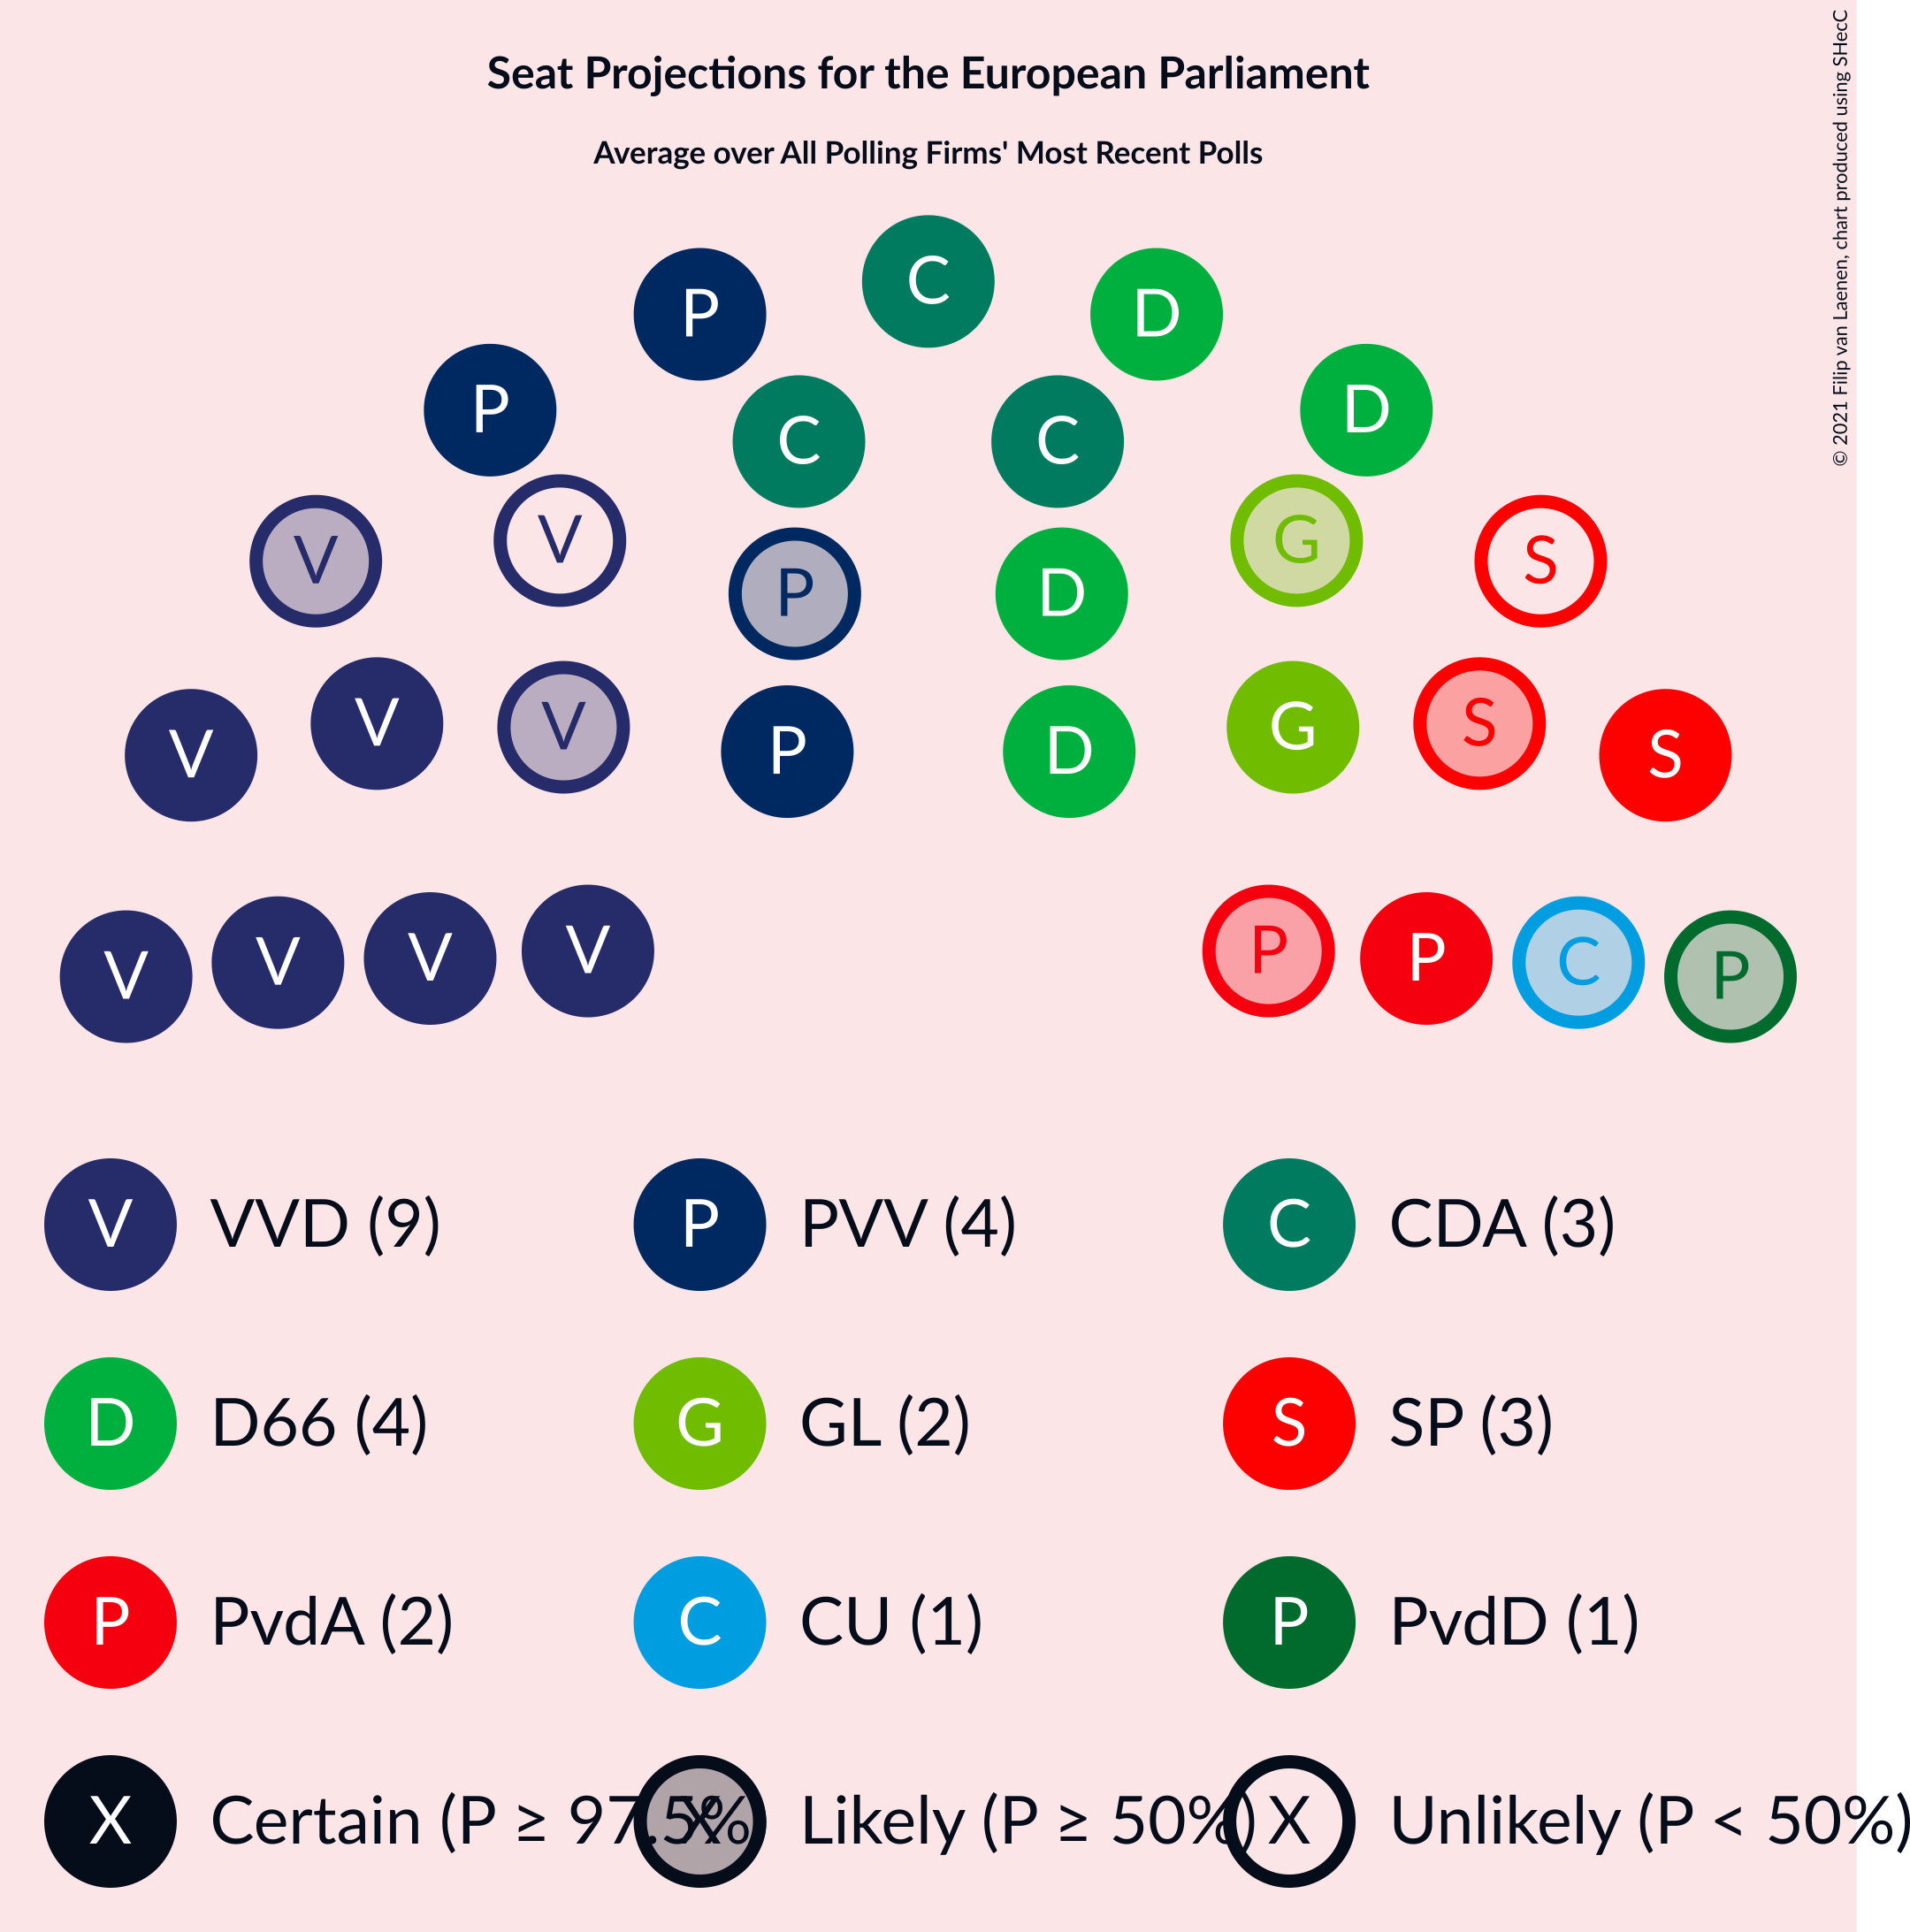 Seat Projections for the European Parliament
Average over All Polling Firms' Most Recent Polls
© 2021 Filip van Laenen, chart produced using SHecC
C
P D
P D
C C
V G
V S
P D
V S
V G
P D
V S
V V P P
V P C
V P
V VVD (9) P PVV (4) C CDA (3)
D D66 (4) G GL (2) S SP (3)
P PvdA (2) C CU (1) P PvdD (1)
X Certain (P ≥ 97.5% X Likely (P ≥ 50%) X Unlikely (P < 50%)